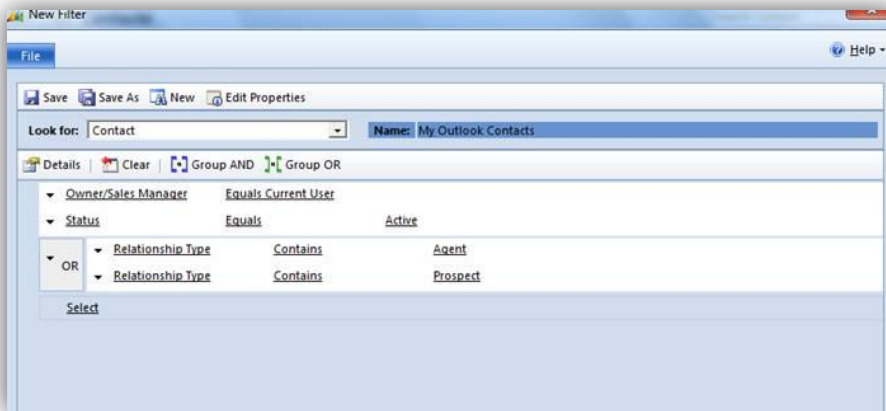 New Filter
File
Help
Save Save As New Edit Properties
Look for: Contact Name: My Outlook Contacts
Details Clear Group AND Group OR
Owner/Sales Manager Equals Current User
Status Equals Active
Relationship Type Contains Agent
OR
Relationship Type Contains Prospect
Select